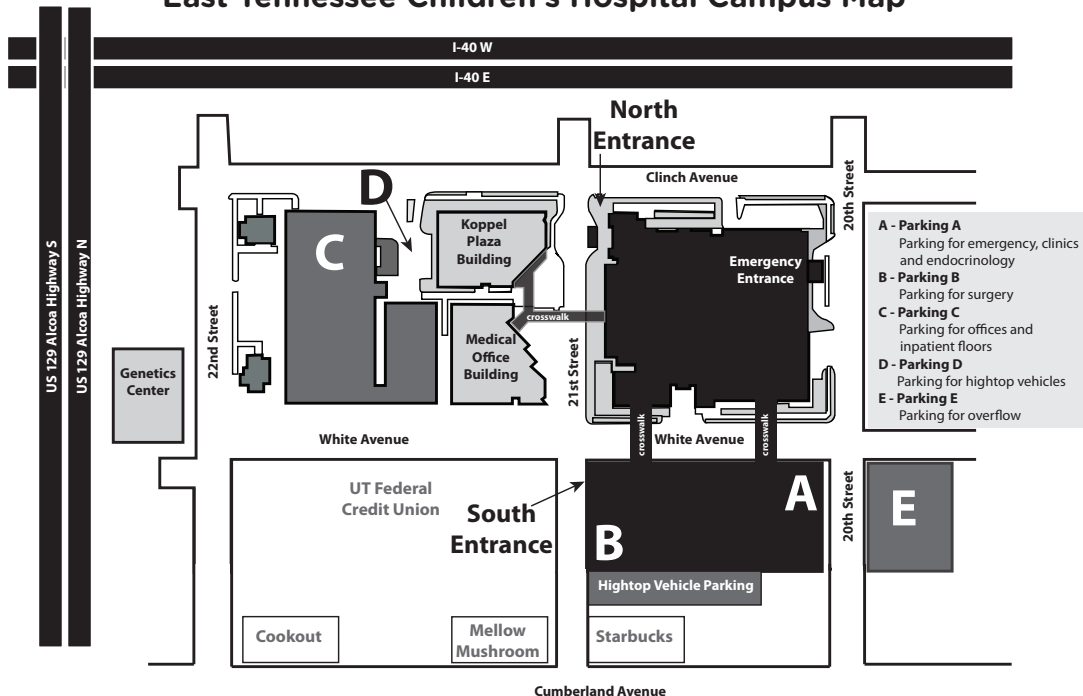 East Tennessee Children's Hospital Campus Map
I-40 W
I-40 E
US 129 Alcoa Highway S
US 129 Alcoa Highway N
North
Entrance
Clinch Avenue
20th Street
D
C
Koppel
Plaza
Building
Emergency
Entrance
A - Parking A
Parking for emergency, clinics
and endocrinology
B - Parking B
Parking for surgery
C - Parking C
Parking for offices and
inpatient floors
D - Parking D
Parking for hightop vehicles
E - Parking E
Parking for overflow
22nd Street
crosswalk
Medical
Office
Building
21st Street
Genetics
Center
White Avenue
crosswalk
White Avenue
crosswalk
UT Federal
Credit Union
South
Entrance
A
B
20th Street
E
Hightop Vehicle Parking
Cookout
Mellow
Mushroom
Starbucks
Cumberland Avenue